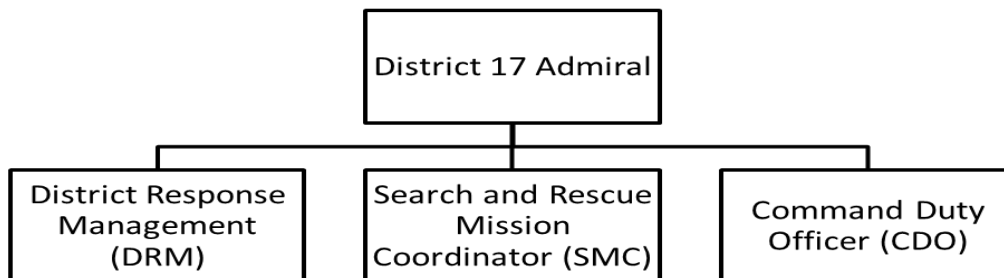 District 17 Admiral
District Response
Management
(DRM)
Search and Rescue
Mission
Coordinator (SMC)
Command Duty
Officer (CDO)